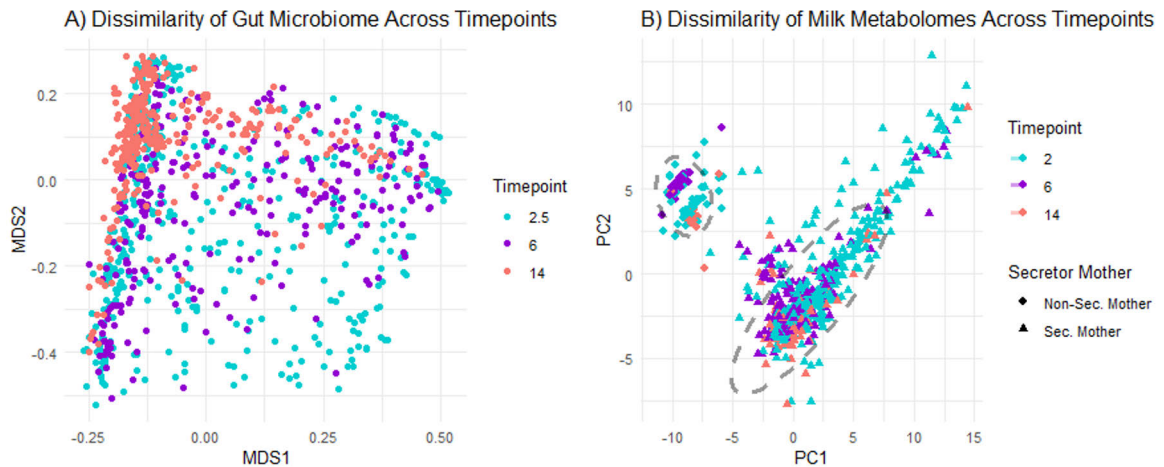 A) Dissimilarity of Gut Microbiome Across Timepoints
0.2
0.0
-0.2
-0.4
MDS2
-0.25
0.00
0.25
0.50
MDS1
Timepoint
2.5
6
14
B) Dissimilarity of Milk Metabolomes Across Timepoints
10
5
0
-5
PC2
-10
-5
0
5
10
15
PC1
Timepoint
2
6
14
Secretor Mother
Non-Sec. Mother
Sec. Mother